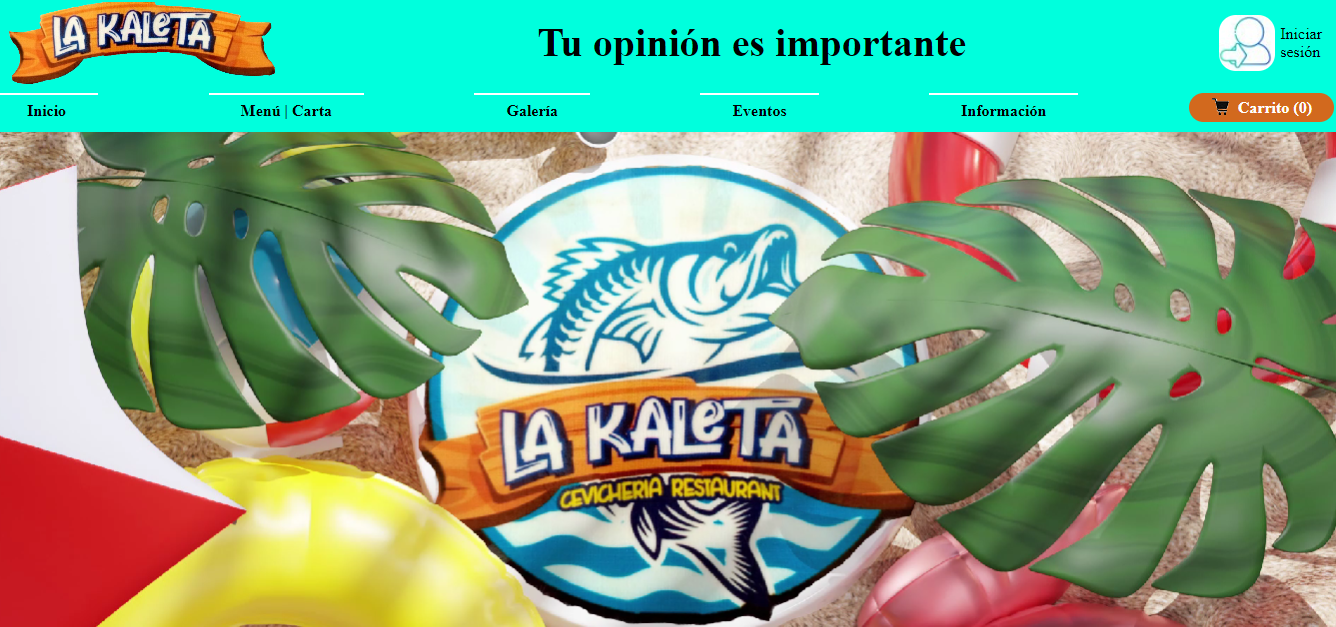 LA KALETA
Tu opinión es importante
Iniciar
sesión
Inicio
Menú | Carta
Galería
Eventos
Información
Carrito (0)
LA KALETA
CEVICHERIA RESTAURANT